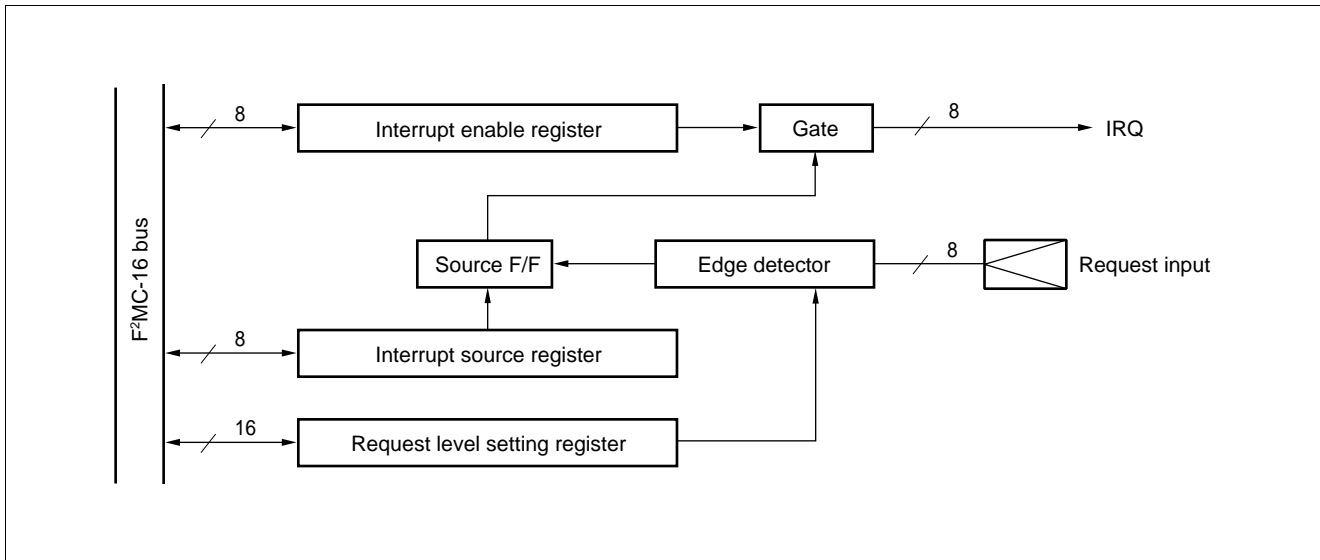 8
Interrupt enable register
Gate
8
IRQ
F²MC-16 bus
Source F/F
Edge detector
8
Request input
8
Interrupt source register
16
Request level setting register